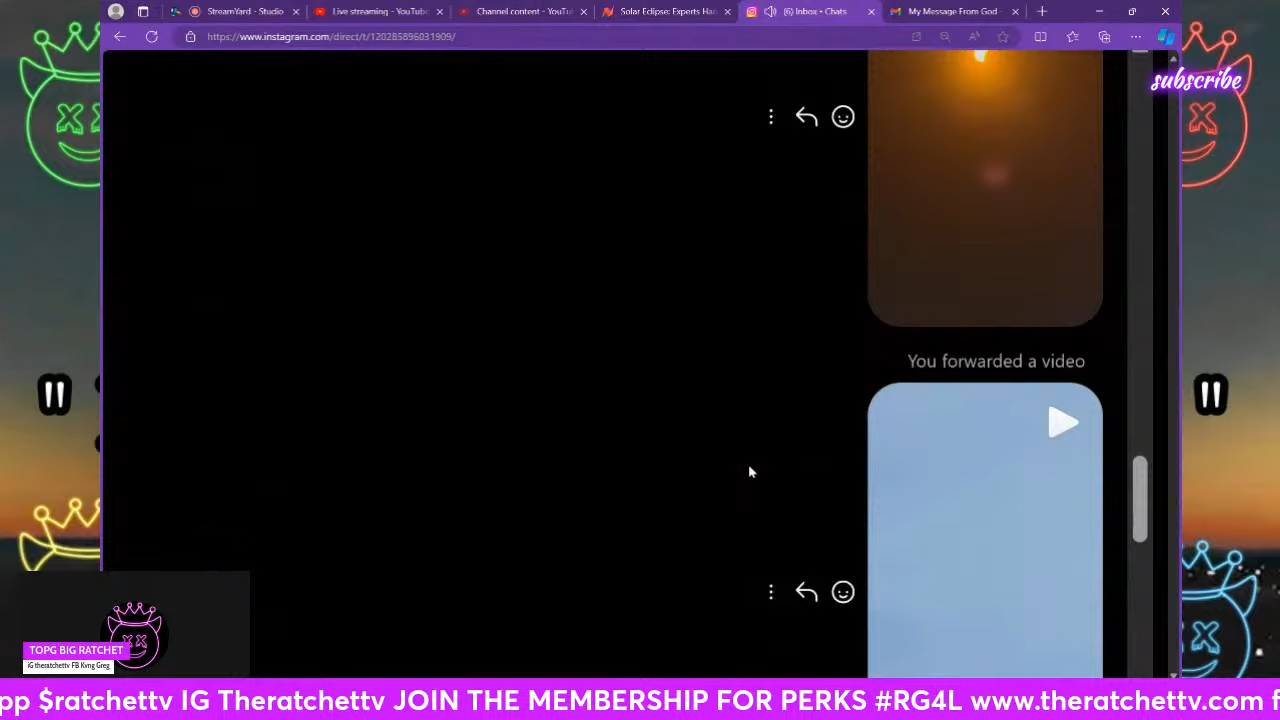 StreamYard - Studio
Live streaming - YouTube
Channel content - YouTu
Solar Eclipse: Experts Ha
(6) Inbox • Chats
My Message From God -
https://www.instagram.com/direct/t/120285896031909/
subscribe
You forwarded a video
TOPG BIG RATCHET
iG theratchettv FB Kvng Greg
pp $ratchettv IG Theratchettv JOIN THE MEMBERSHIP FOR PERKS #RG4L www.theratchettv.com f